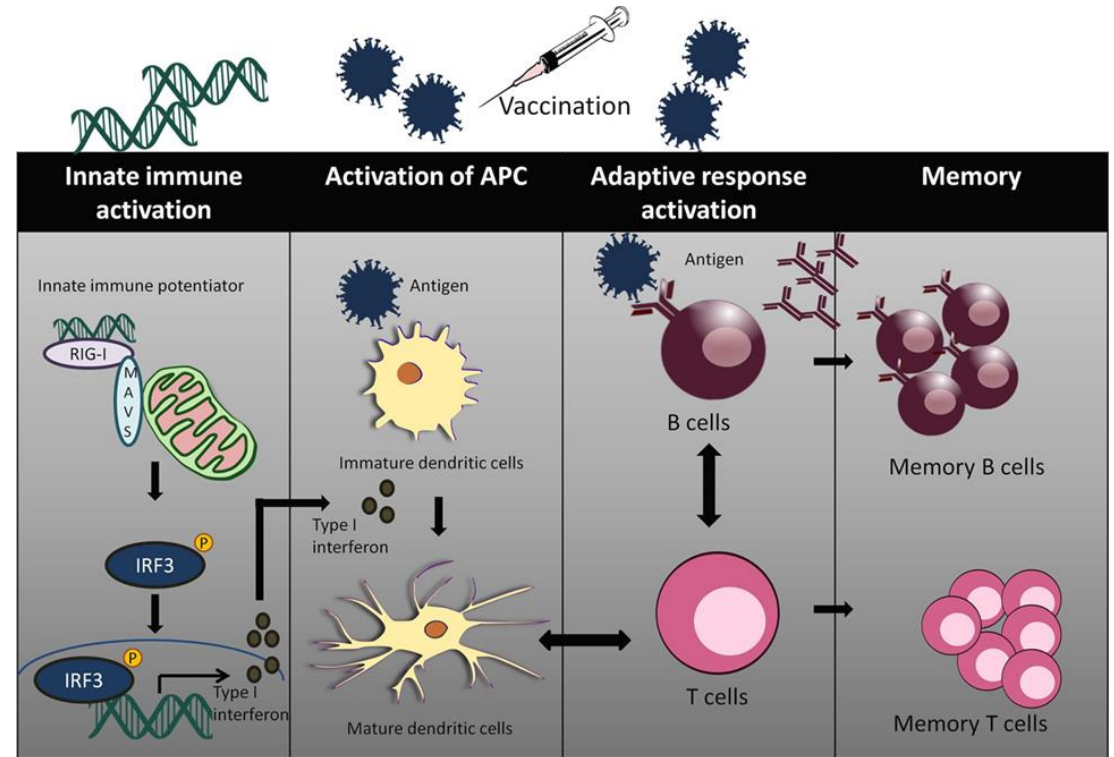 Vaccination
Innate immune
activation
Activation of APC
Adaptive response
activation
Memory
Innate immune potentiator
RIG-I
MAVS
IRF3
P
IRF3
P
Type I
interferon
Antigen
Immature dendritic cells
Type I
interferon
Mature dendritic cells
Antigen
B cells
T cells
Memory B cells
Memory T cells